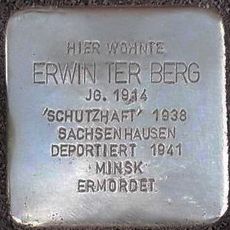 HIER WOHNTE
ERWIN TER BERG
JG. 1914
'SCHUTZHAFT' 1938
SACHSENHAUSEN
DEPORTIERT 1941
MINSK
ERMORDET